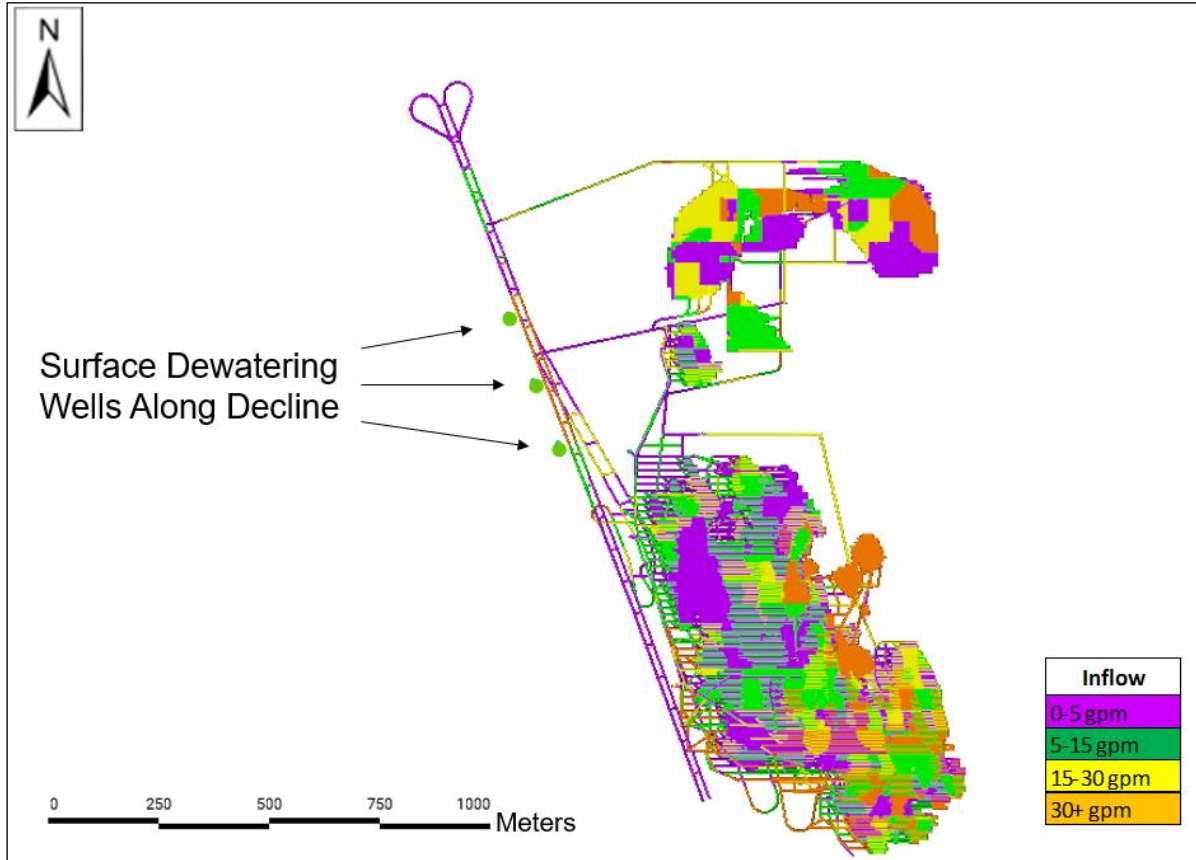 N
Surface Dewatering
Wells Along Decline
Inflow
0-5 gpm
5-15 gpm
15-30 gpm
30+ gpm
0 250 500 750 1000
Meters